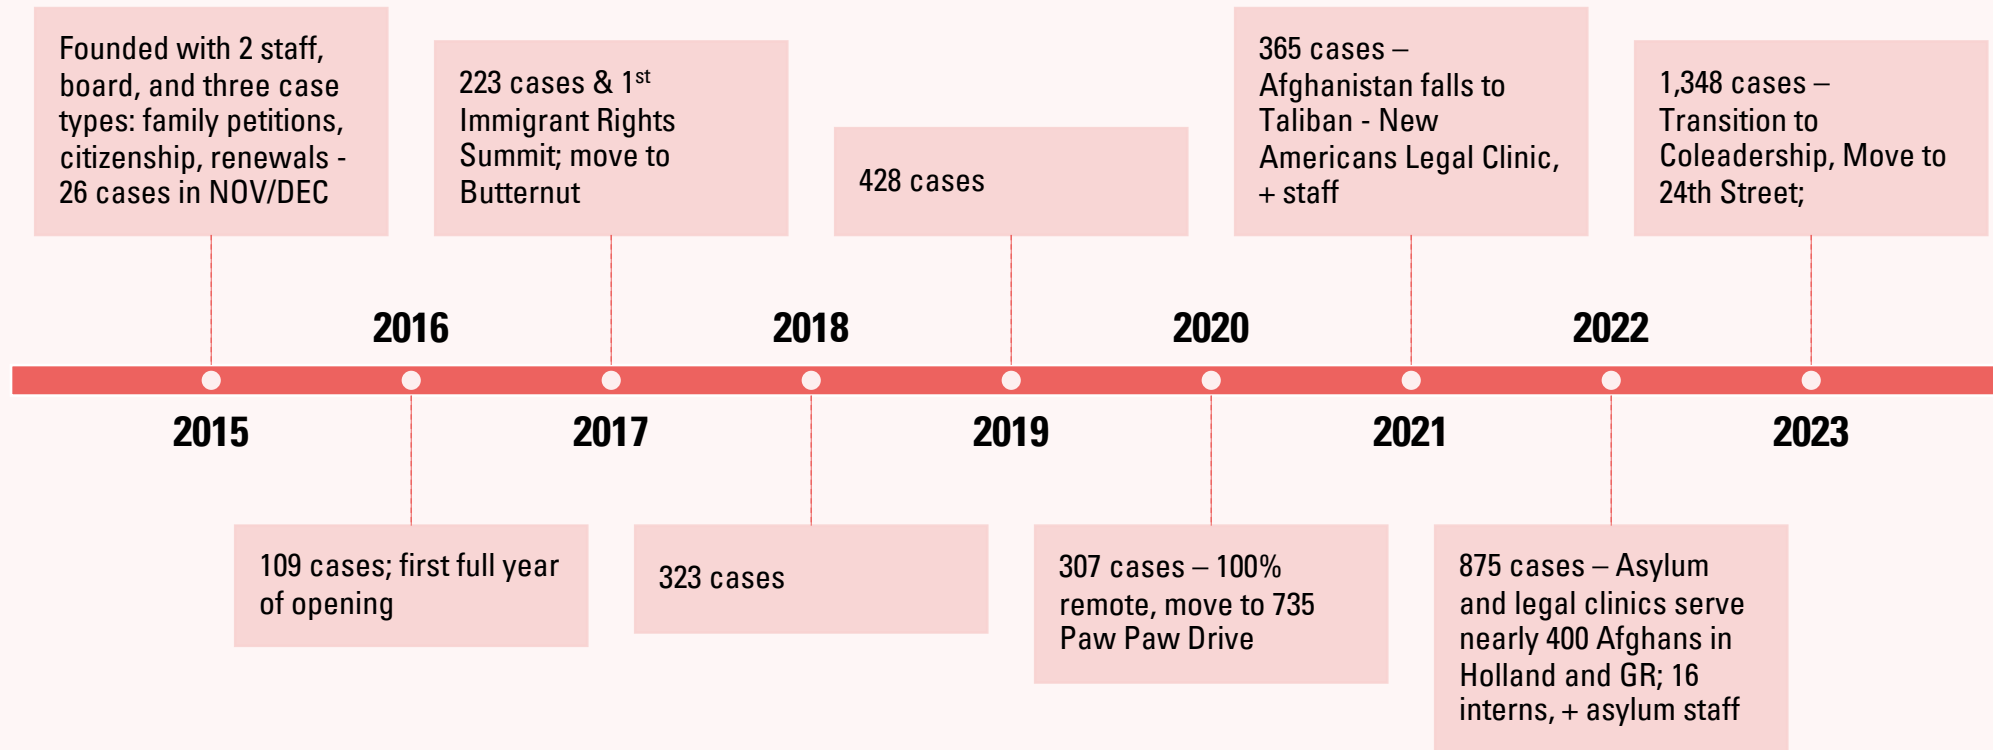 Founded with 2 staff,
board, and three case
types: family petitions,
citizenship, renewals -
26 cases in NOV/DEC
223 cases & 1st
Immigrant Rights
Summit; move to
Butternut
428 cases
365 cases –
Afghanistan falls to
Taliban - New
Americans Legal Clinic,
+ staff
1,348 cases –
Transition to
Coleadership, Move to
24th Street;
2016
2018
2020
2022
2015
2017
2019
2021
2023
109 cases; first full year
of opening
323 cases
307 cases – 100%
remote, move to 735
Paw Paw Drive
875 cases – Asylum
and legal clinics serve
nearly 400 Afghans in
Holland and GR; 16
interns, + asylum staff